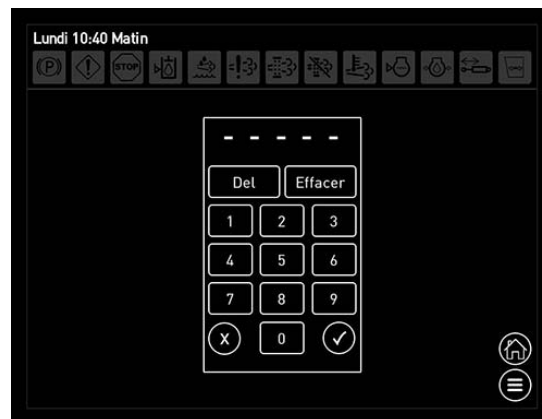 Lundi 10:40 Matin
(P) STOP
- - - - -
Del Effacer
1 2 3
4 5 6
7 8 9
X 0